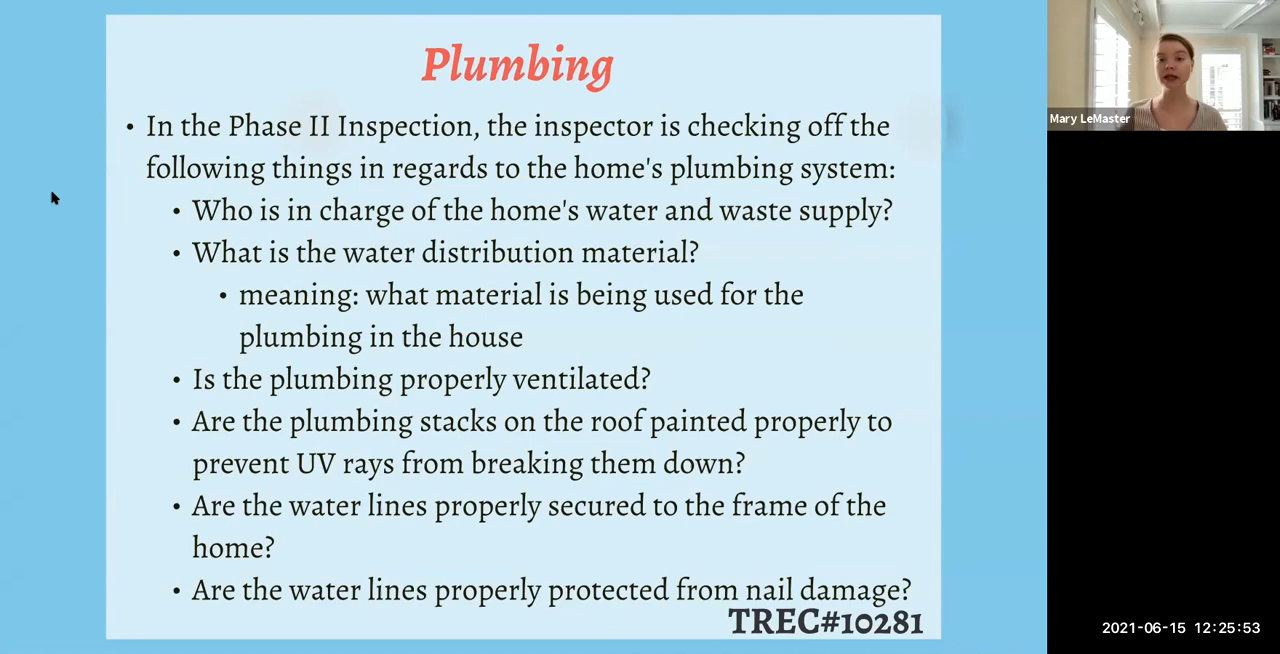 Plumbing
• In the Phase II Inspection, the inspector is checking off the
following things in regards to the home's plumbing system:
• Who is in charge of the home's water and waste supply?
• What is the water distribution material?
• meaning: what material is being used for the
plumbing in the house
• Is the plumbing properly ventilated?
• Are the plumbing stacks on the roof painted properly to
prevent UV rays from breaking them down?
• Are the water lines properly secured to the frame of the
home?
• Are the water lines properly protected from nail damage?
TREC#10281
Mary LeMaster
2021-06-15 12:25:53